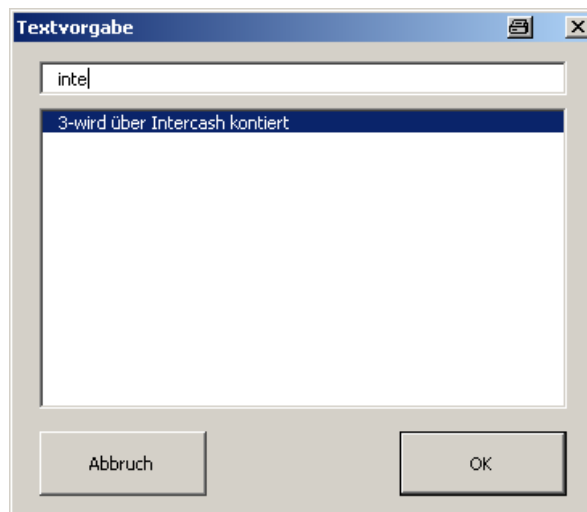 Textvorgabe
inte
3-wird über Intercash kontiert
Abbruch
OK